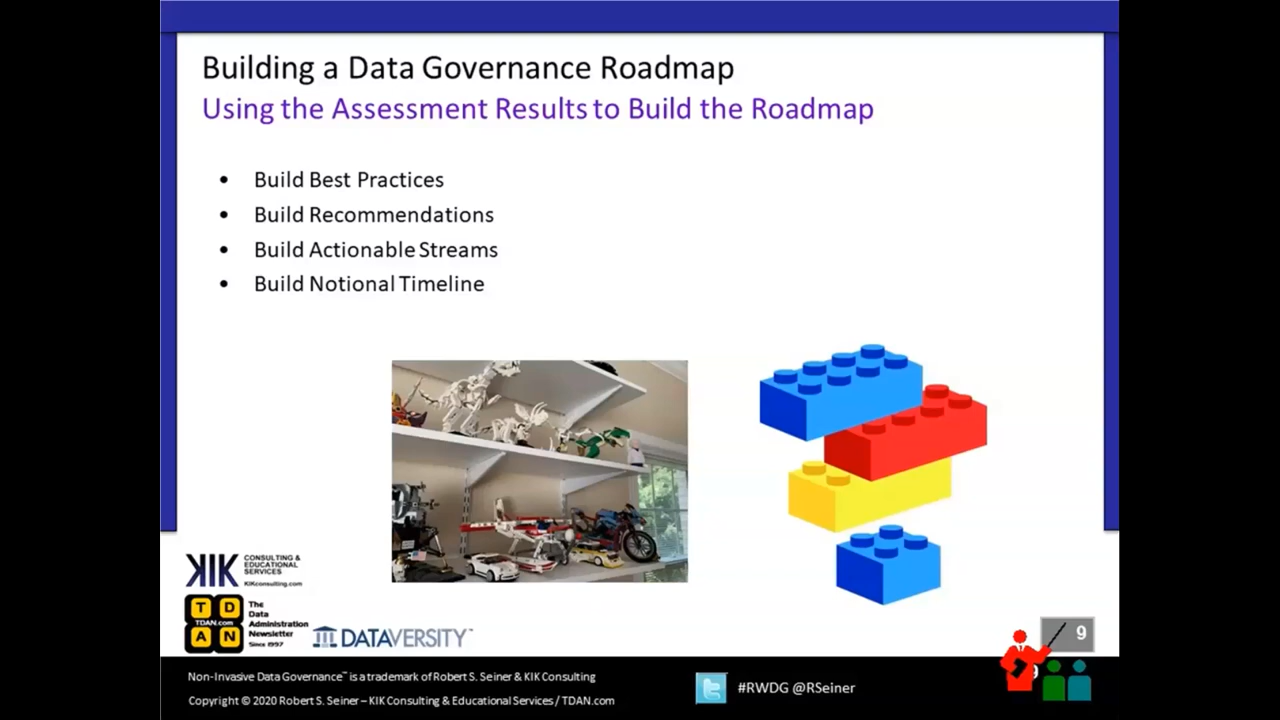 Building a Data Governance Roadmap
Using the Assessment Results to Build the Roadmap
• Build Best Practices
• Build Recommendations
• Build Actionable Streams
• Build Notional Timeline
KIK CONSULTING & EDUCATIONAL SERVICES
KIKconsulting.com
T D
TDAN.com
A N
The
Data
Administration
Newsletter
Since 1997
DATAVERSITY™
9
9
Non-Invasive Data Governance™ is a trademark of Robert S. Seiner & KIK Consulting
Copyright © 2020 Robert S. Seiner – KIK Consulting & Educational Services / TDAN.com
#RWDG @RSeiner